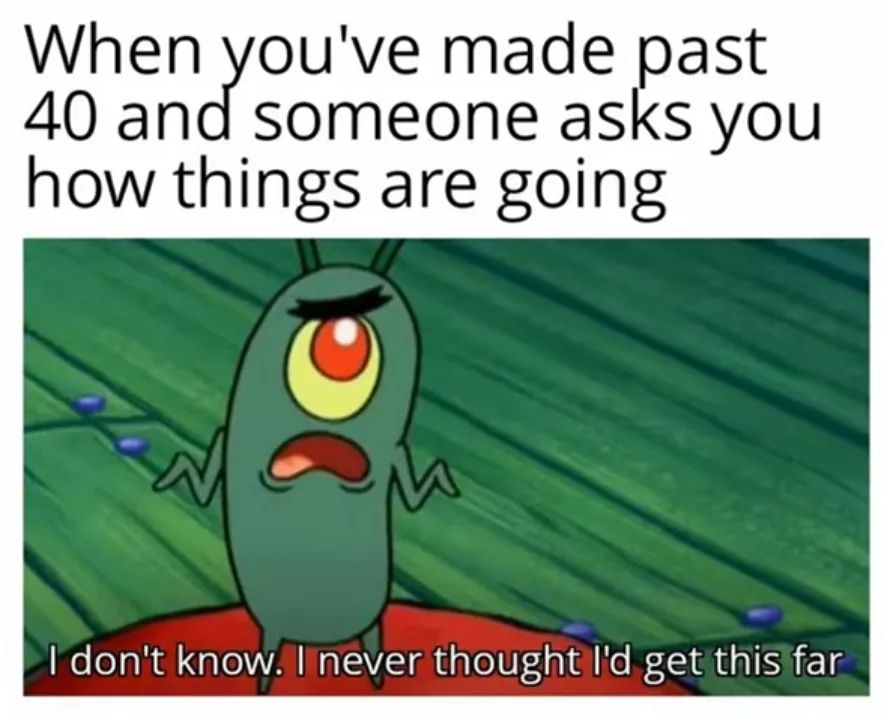 When you've made past
40 and someone asks you
how things are going
I don't know. I never thought I'd get this far